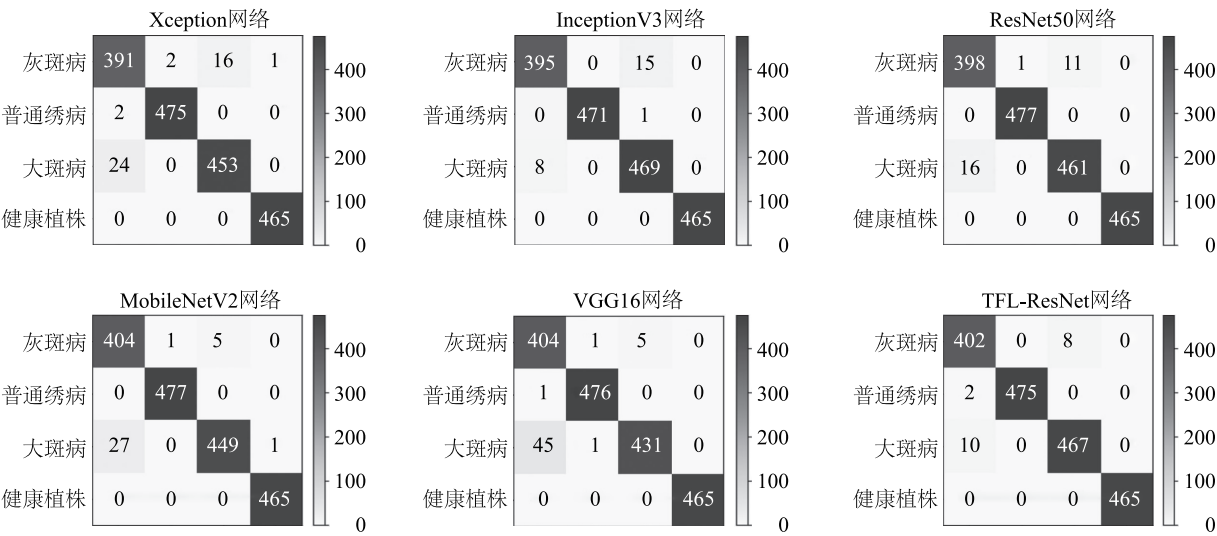 Xception网络
InceptionV3网络
ResNet50网络
灰斑病 391 2 16 1
普通绣病 2 475 0 0
大斑病 24 0 453 0
健康植株 0 0 0 465
400
300
200
100
0
灰斑病 395 0 15 0
普通绣病 0 471 1 0
大斑病 8 0 469 0
健康植株 0 0 0 465
400
300
200
100
0
灰斑病 398 1 11 0
普通绣病 0 477 0 0
大斑病 16 0 461 0
健康植株 0 0 0 465
400
300
200
100
0
MobileNetV2网络
VGG16网络
TFL-ResNet网络
灰斑病 404 1 5 0
普通绣病 0 477 0 0
大斑病 27 0 449 1
健康植株 0 0 0 465
400
300
200
100
0
灰斑病 404 1 5 0
普通绣病 1 476 0 0
大斑病 45 1 431 0
健康植株 0 0 0 465
400
300
200
100
0
灰斑病 402 0 8 0
普通绣病 2 475 0 0
大斑病 10 0 467 0
健康植株 0 0 0 465
400
300
200
100
0